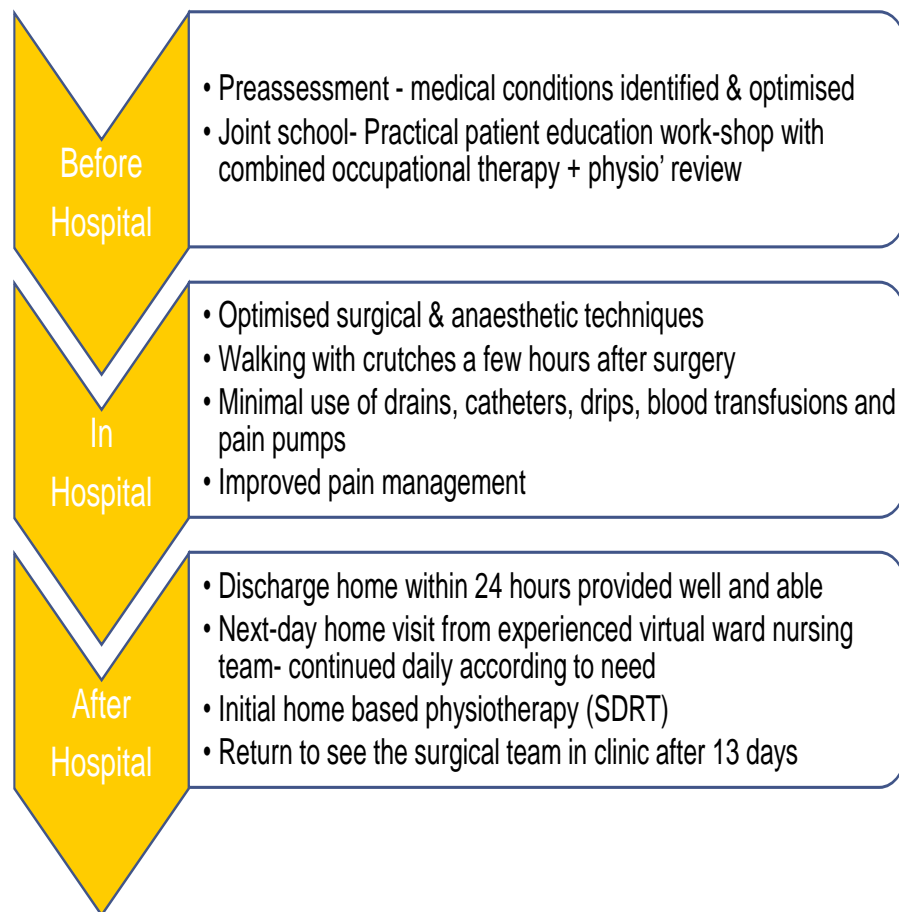 Before
Hospital
• Preassessment - medical conditions identified & optimised
• Joint school- Practical patient education work-shop with
combined occupational therapy + physio’ review
In
Hospital
• Optimised surgical & anaesthetic techniques
• Walking with crutches a few hours after surgery
• Minimal use of drains, catheters, drips, blood transfusions and
pain pumps
• Improved pain management
After
Hospital
• Discharge home within 24 hours provided well and able
• Next-day home visit from experienced virtual ward nursing
team- continued daily according to need
• Initial home based physiotherapy (SDRT)
• Return to see the surgical team in clinic after 13 days